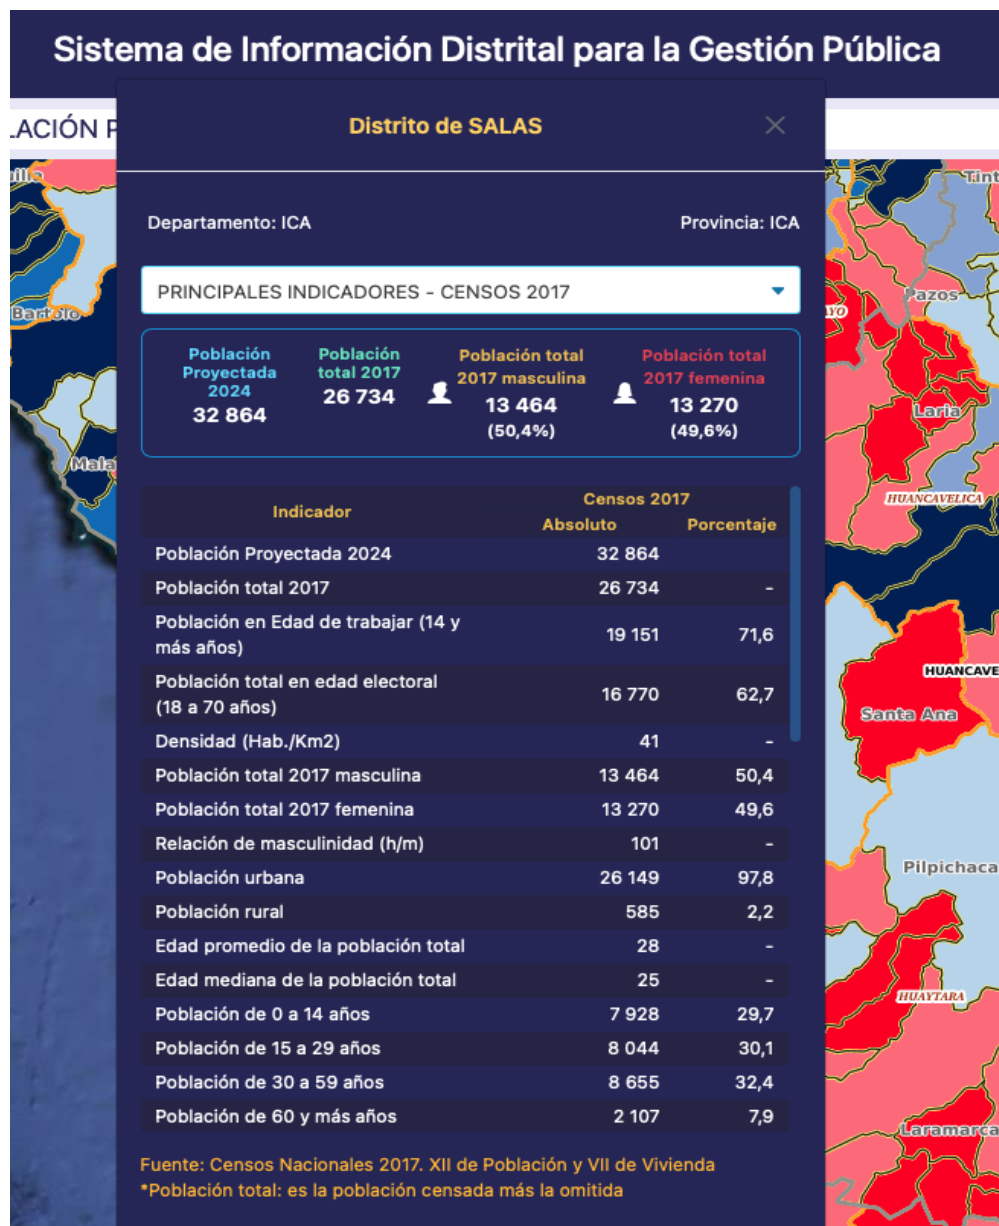 Sistema de Información Distrital para la Gestión Pública
LACIÓN P
Distrito de SALAS
Departamento: ICA
Provincia: ICA
PRINCIPALES INDICADORES - CENSOS 2017
Población Proyectada 2024
32 864
Población total 2017
26 734
Población total 2017 masculina
13 464
(50,4%)
Población total 2017 femenina
13 270
(49,6%)
Indicador Censos 2017
Absoluto Porcentaje
Población Proyectada 2024 32 864
Población total 2017 26 734 -
Población en Edad de trabajar (14 y más años) 19 151 71,6
Población total en edad electoral (18 a 70 años) 16 770 62,7
Densidad (Hab./Km2) 41 -
Población total 2017 masculina 13 464 50,4
Población total 2017 femenina 13 270 49,6
Relación de masculinidad (h/m) 101 -
Población urbana 26 149 97,8
Población rural 585 2,2
Edad promedio de la población total 28 -
Edad mediana de la población total 25 -
Población de 0 a 14 años 7 928 29,7
Población de 15 a 29 años 8 044 30,1
Población de 30 a 59 años 8 655 32,4
Población de 60 y más años 2 107 7,9
Fuente: Censos Nacionales 2017. XII de Población y VII de Vivienda
*Población total: es la población censada más la omitida
Bartolo
Mala
Tint
Pazos
YO
Laria
HUANCAVELICA
HUANCAVE
Santa Ana
Pilpichaca
HUAYTARA
Laramarca